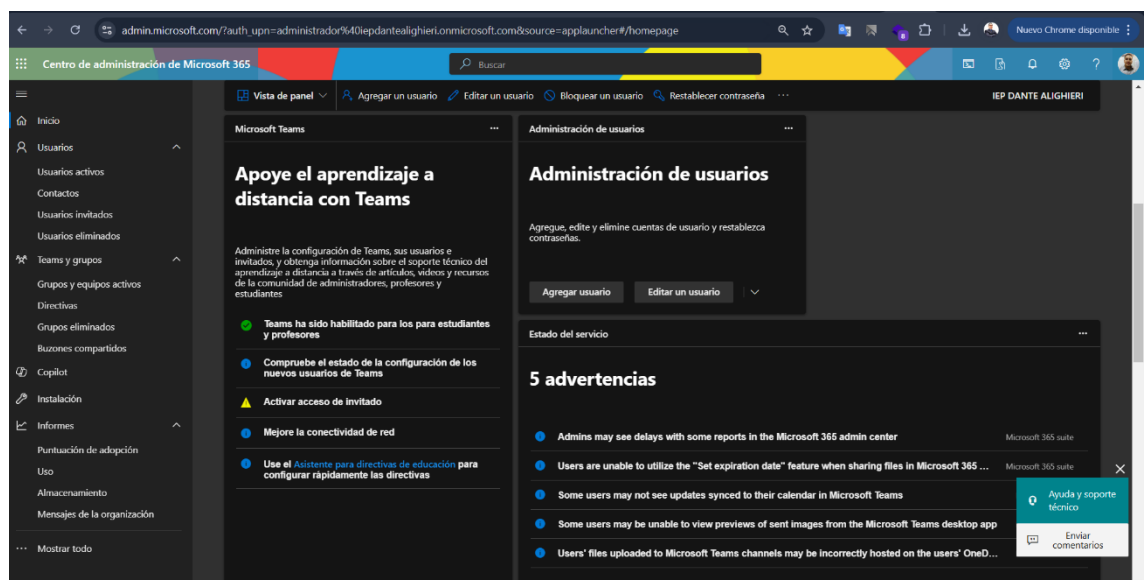 admin.microsoft.com/?auth_upn=administrador%40iepdantealighieri.onmicrosoft.com&source=applauncher#/homepage
Nuevo Chrome disponible
Centro de administración de Microsoft 365
Buscar
Vista de panel
Agregar un usuario
Editar un usuario
Bloquear un usuario
Restablecer contraseña
IEP DANTE ALIGHIERI
Inicio
Usuarios
Usuarios activos
Contactos
Usuarios invitados
Usuarios eliminados
Teams y grupos
Grupos y equipos activos
Directivas
Grupos eliminados
Buzones compartidos
Copilot
Instalación
Informes
Puntuación de adopción
Uso
Almacenamiento
Mensajes de la organización
Mostrar todo
Microsoft Teams
Apoye el aprendizaje a
distancia con Teams
Administre la configuración de Teams, sus usuarios e
invitados, y obtenga información sobre el soporte técnico del
aprendizaje a distancia a través de artículos, videos y recursos
de la comunidad de administradores, profesores y
estudiantes
Teams ha sido habilitado para los para estudiantes
y profesores
Compruebe el estado de la configuración de los
nuevos usuarios de Teams
Activar acceso de invitado
Mejore la conectividad de red
Use el Asistente para directivas de educación para
configurar rápidamente las directivas
Administración de usuarios
Administración de usuarios
Agregue, edite y elimine cuentas de usuario y restablezca
contraseñas.
Agregar usuario
Editar un usuario
Estado del servicio
5 advertencias
Admins may see delays with some reports in the Microsoft 365 admin center
Microsoft 365 suite
Users are unable to utilize the "Set expiration date" feature when sharing files in Microsoft 365 ...
Microsoft 365 suite
Some users may not see updates synced to their calendar in Microsoft Teams
Some users may be unable to view previews of sent images from the Microsoft Teams desktop app
Users' files uploaded to Microsoft Teams channels may be incorrectly hosted on the users' OneD...
Ayuda y soporte
técnico
Enviar
comentarios